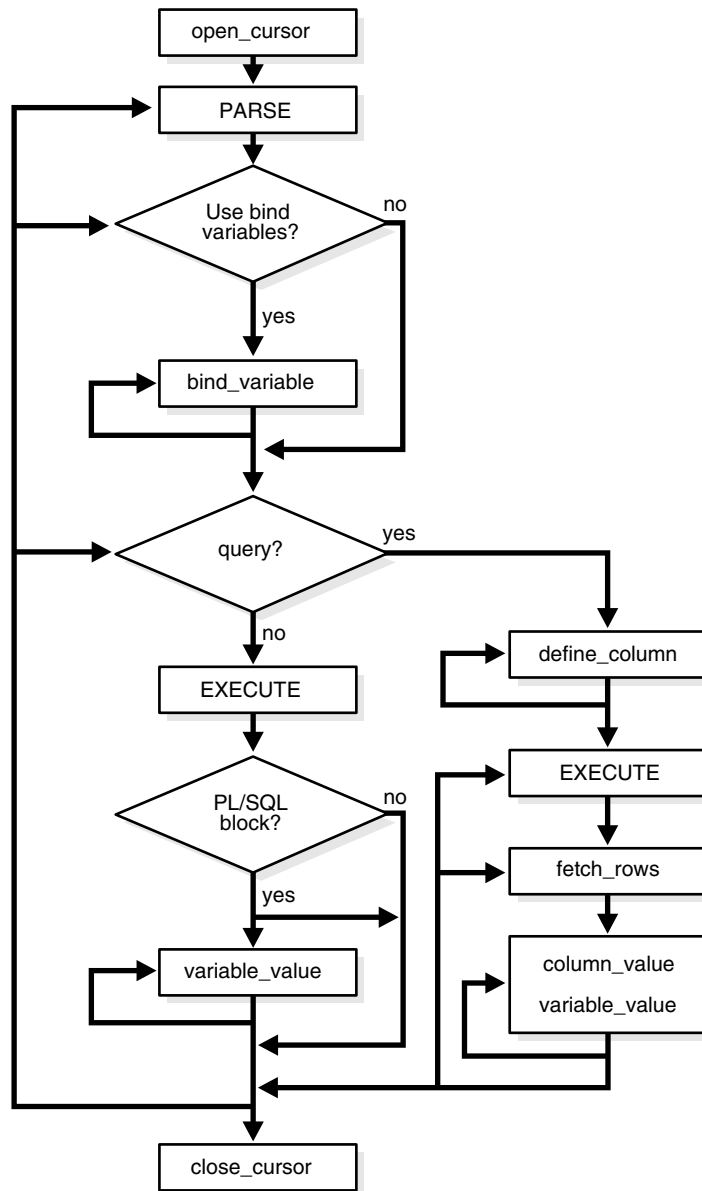 open_cursor
PARSE
Use bind
variables?
no
yes
bind_variable
query?
yes
no
define_column
EXECUTE
EXECUTE
PL/SQL
block?
no
yes
fetch_rows
variable_value
column_value
variable_value
close_cursor